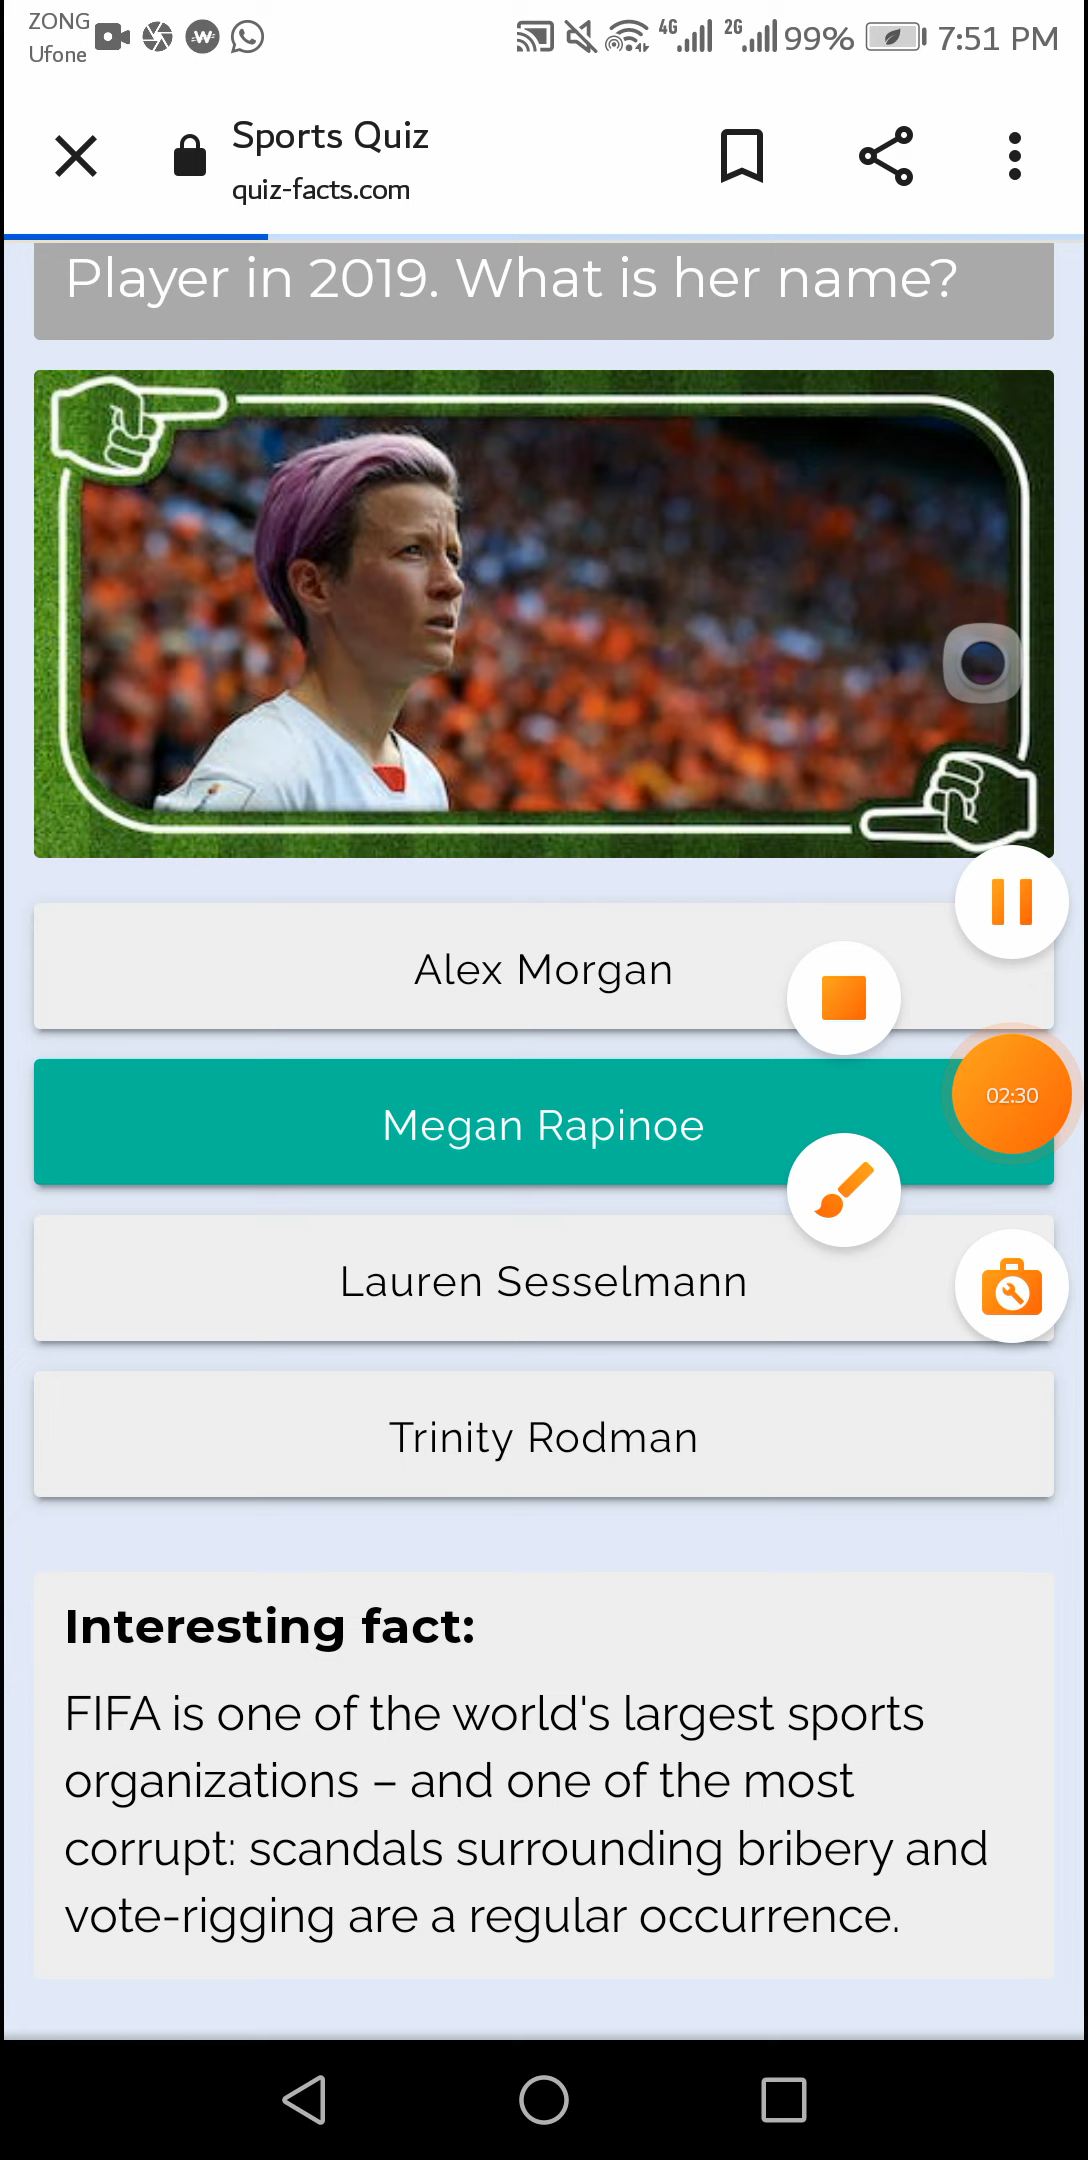 ZONG
Ufone
4G
2G
99%
7:51 PM
Sports Quiz
quiz-facts.com
Player in 2019. What is her name?
Alex Morgan
Megan Rapinoe
02:30
Lauren Sesselmann
Trinity Rodman
Interesting fact:
FIFA is one of the world's largest sports
organizations – and one of the most
corrupt: scandals surrounding bribery and
vote-rigging are a regular occurrence.